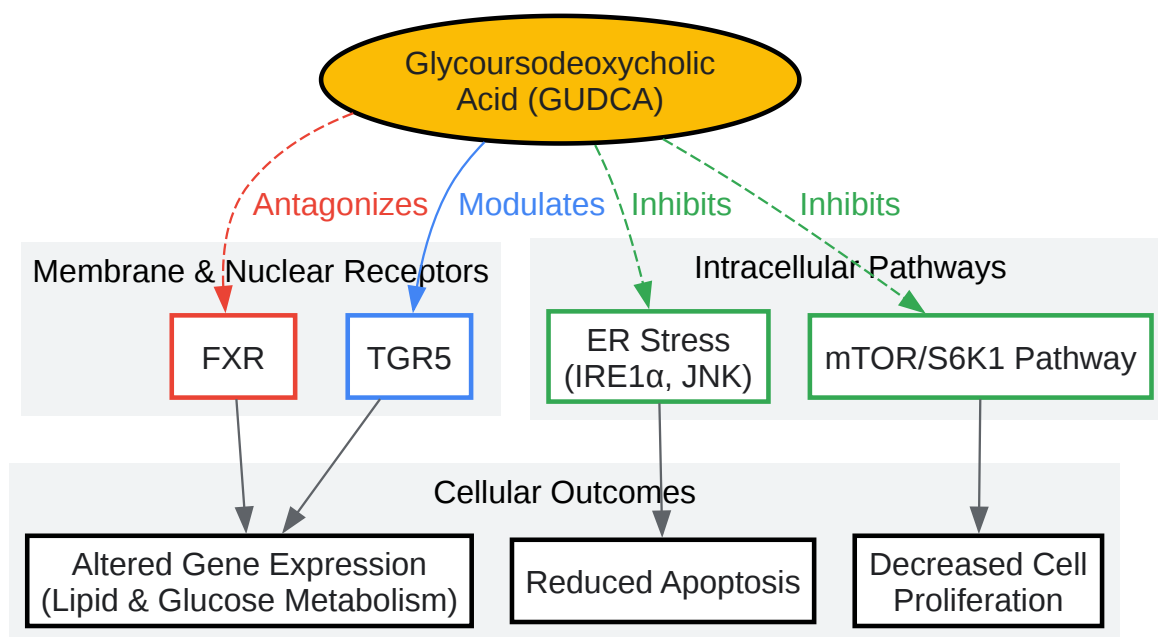 Glycoursodeoxycholic
Acid (GUDCA)
Antagonizes
Modulates
Inhibits
Inhibits
Membrane & Nuclear Receptors
Intracellular Pathways
FXR
TGR5
ER Stress
(IRE1α, JNK)
mTOR/S6K1 Pathway
Cellular Outcomes
Altered Gene Expression
(Lipid & Glucose Metabolism)
Reduced Apoptosis
Decreased Cell
Proliferation